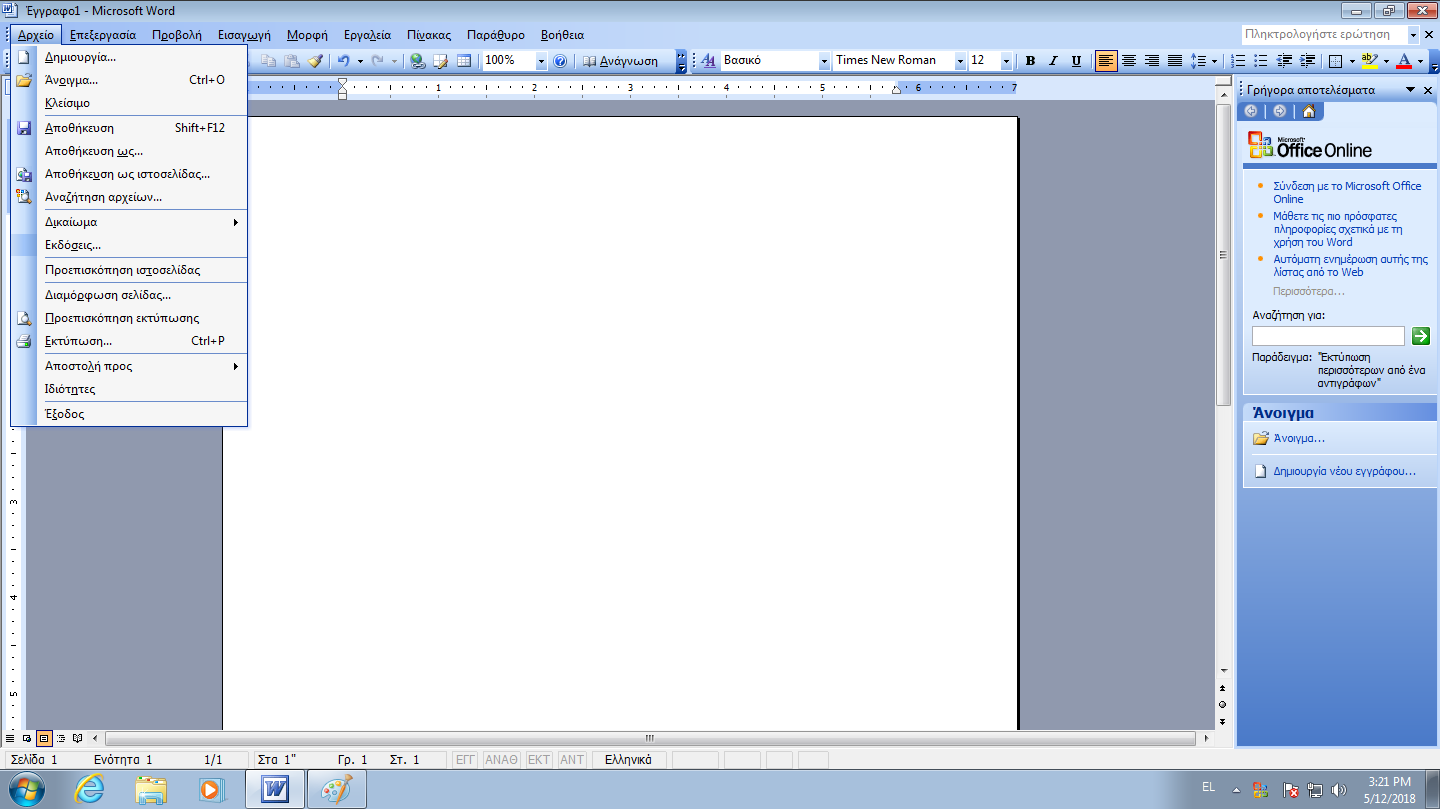 Έγγραφο1 - Microsoft Word
Αρχείο Επεξεργασία Προβολή Εισαγωγή Μορφή Εργαλεία Πίνακας Παράθυρο Βοήθεια Πληκτρολογήστε ερώτηση
100% Ανάγνωση Βασικό Times New Roman 12 B I U
Δημιουργία...
Άνοιγμα... Ctrl+O
Κλείσιμο
Αποθήκευση Shift+F12
Αποθήκευση ως...
Αποθήκευση ως ιστοσελίδας...
Αναζήτηση αρχείων...
Δικαίωμα
Εκδόσεις...
Προεπισκόπηση ιστοσελίδας
Διαμόρφωση σελίδας...
Προεπισκόπηση εκτύπωσης
Εκτύπωση... Ctrl+P
Αποστολή προς
Ιδιότητες
Έξοδος
1 2 3 4 5 6 7
3
4
5
Γρήγορα αποτελέσματα
Microsoft
Office Online
Σύνδεση με το Microsoft Office
Online
Μάθετε τις πιο πρόσφατες
πληροφορίες σχετικά με τη
χρήση του Word
Αυτόματη ενημέρωση αυτής της
λίστας από το Web
Περισσότερα...
Αναζήτηση για:
Παράδειγμα: "Εκτύπωση
περισσότερων από ένα
αντιγράφων"
Άνοιγμα
Άνοιγμα...
Δημιουργία νέου εγγράφου...
Σελίδα 1 Ενότητα 1 1/1 Στα 1" Γρ. 1 Στ. 1 ΕΓΓ ΑΝΑΘ ΕΚΤ ΑΝΤ Ελληνικά
EL
3:21 PM
5/12/2018